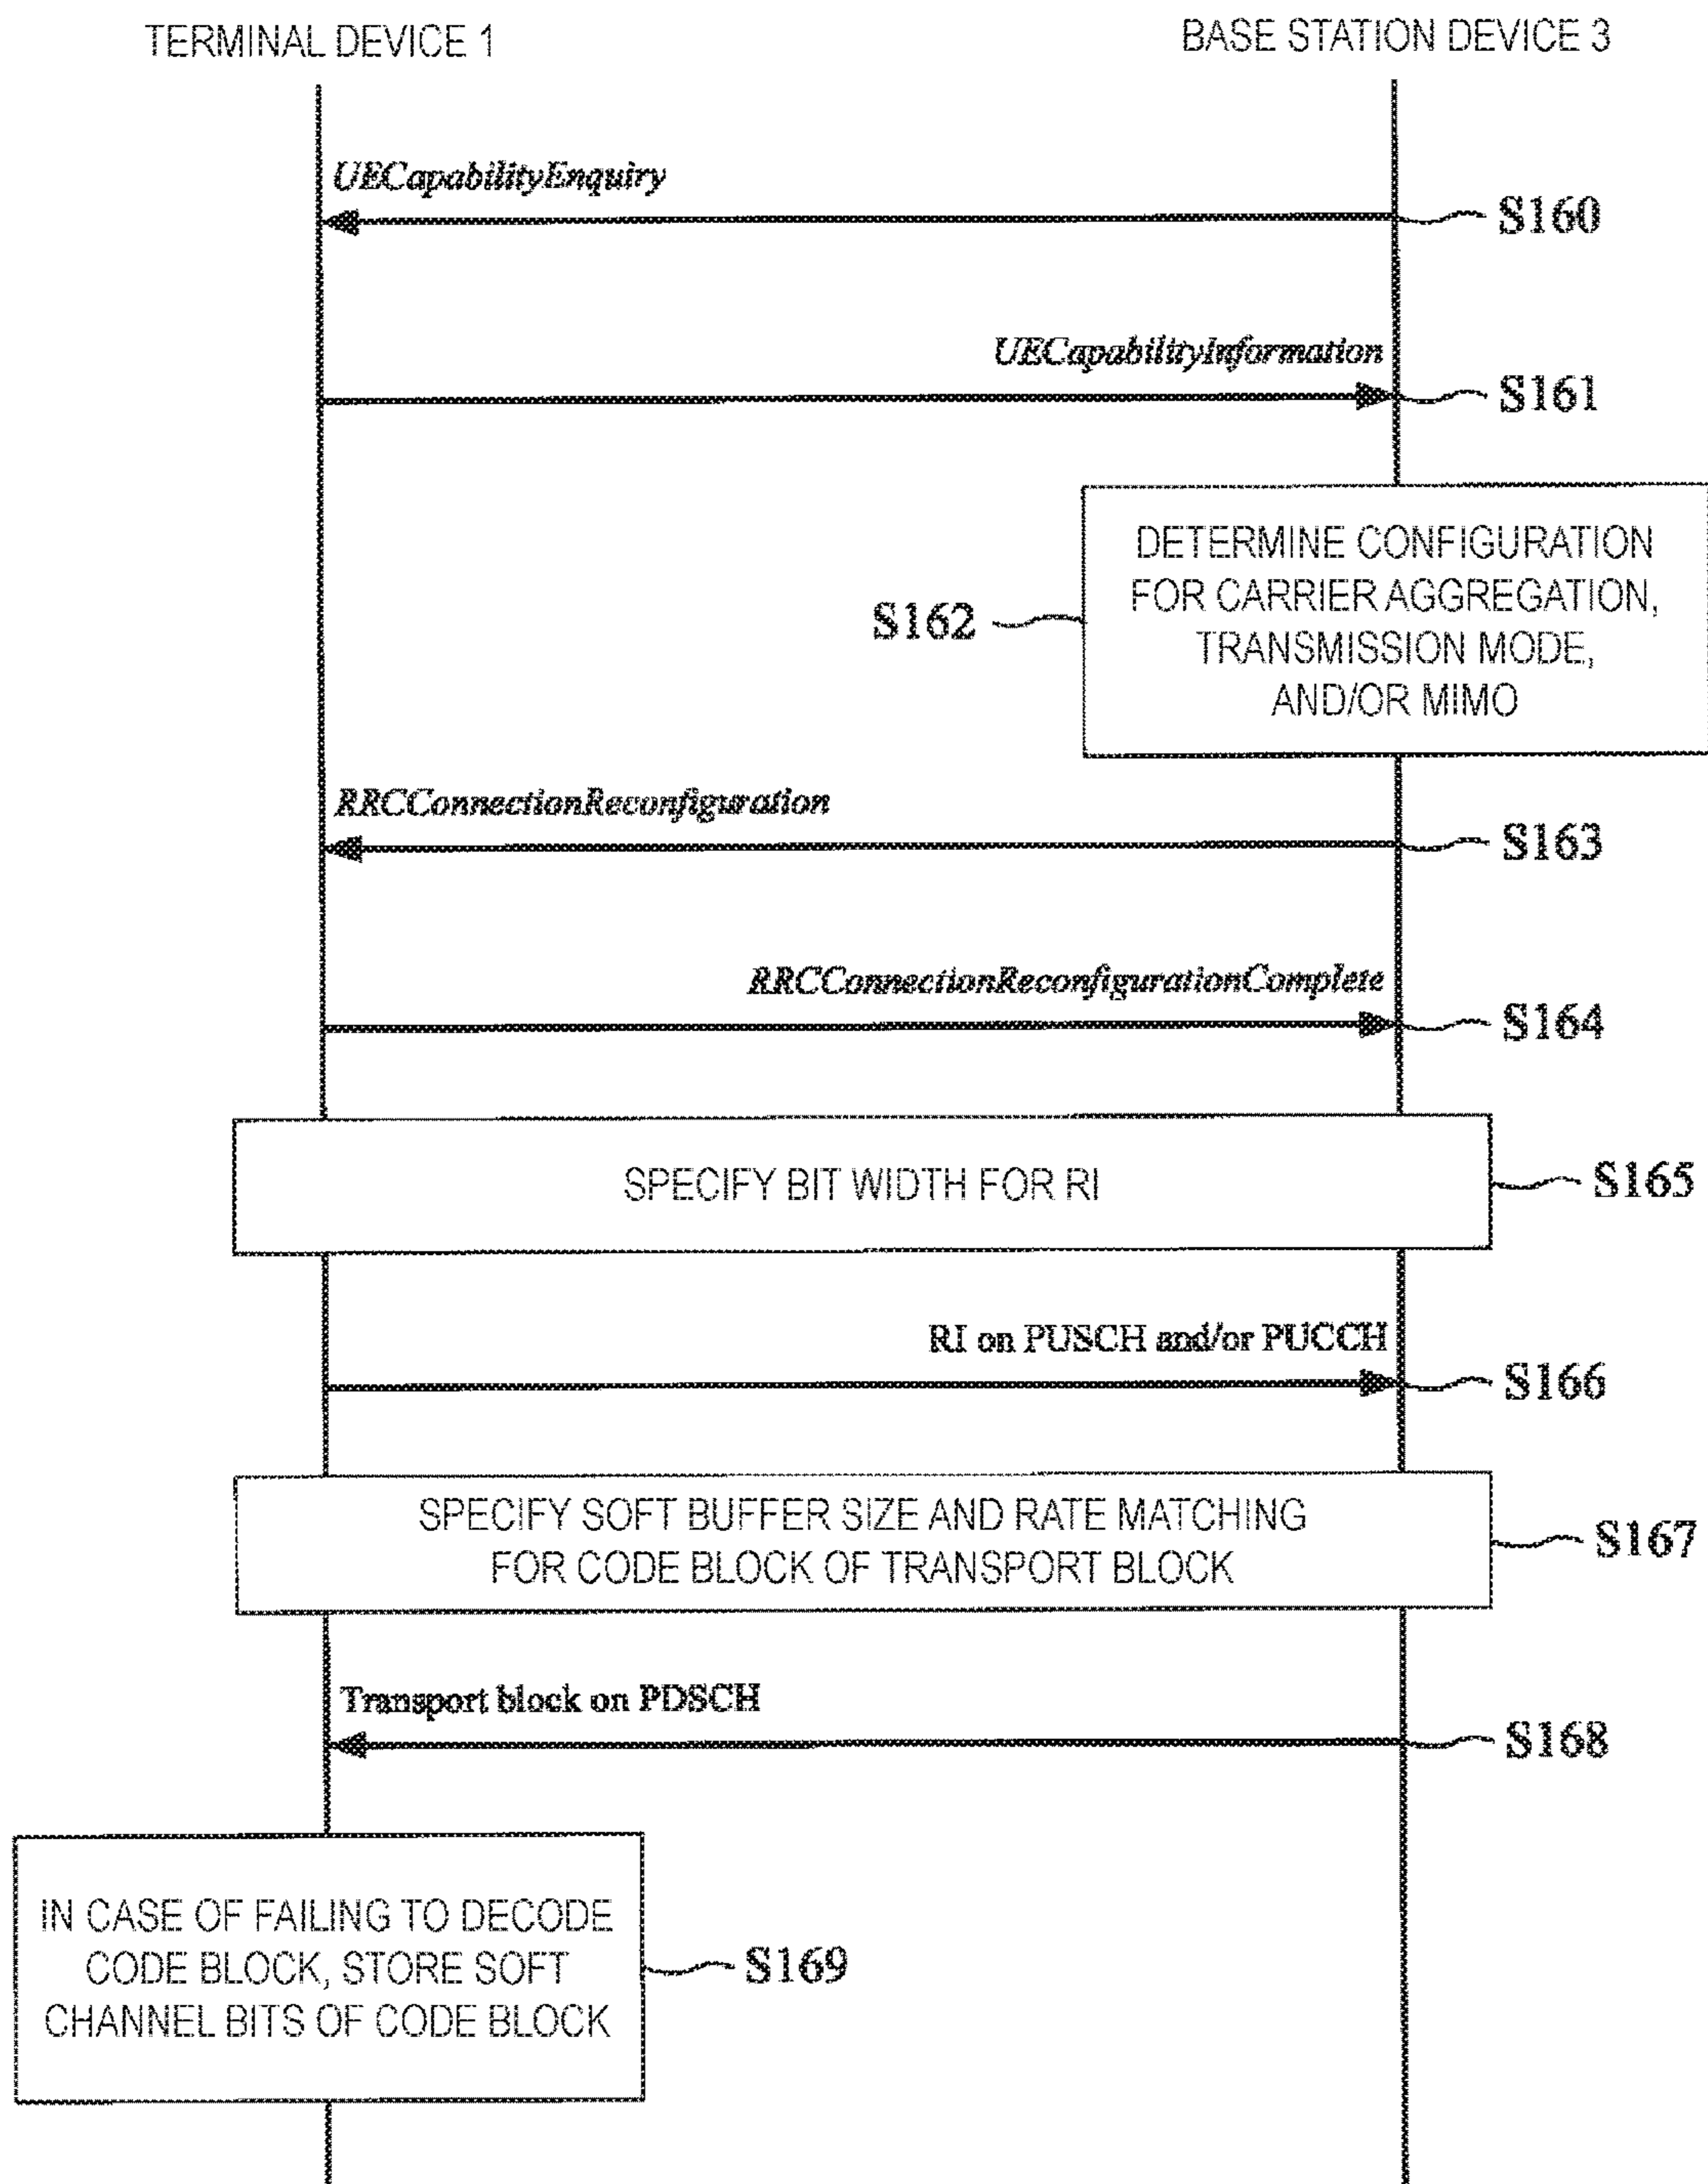 TERMINAL DEVICE 1
BASE STATION DEVICE 3
UECapabilityEnquiry
S160
UECapabilityInformation
S161
DETERMINE CONFIGURATION
FOR CARRIER AGGREGATION,
TRANSMISSION MODE,
AND/OR MIMO
S162
RRCConnectionReconfiguration
S163
RRCConnectionReconfigurationComplete
S164
SPECIFY BIT WIDTH FOR RI
S165
RI on PUSCH and/or PUCCH
S166
SPECIFY SOFT BUFFER SIZE AND RATE MATCHING
FOR CODE BLOCK OF TRANSPORT BLOCK
S167
Transport block on PDSCH
S168
IN CASE OF FAILING TO DECODE
CODE BLOCK, STORE SOFT
CHANNEL BITS OF CODE BLOCK
S169